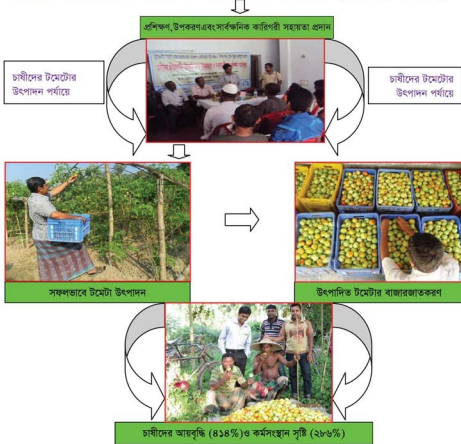 প্রশিক্ষণ,উপকরণএবং সার্বক্ষনিক কারিগরী সহায়তা প্রদান
চাষীদের টমেটোর
উৎপাদন পর্যায়ে
চাষীদের টমেটোর
উৎপাদন পর্যায়ে
সফলভাবে টমেটা উৎপাদন
উৎপাদিত টমেটার বাজারজাতকরণ
চাষীদের আয়বৃদ্ধি (৪১৪%)ও কর্মসংস্থান সৃষ্টি (২৮৬%)